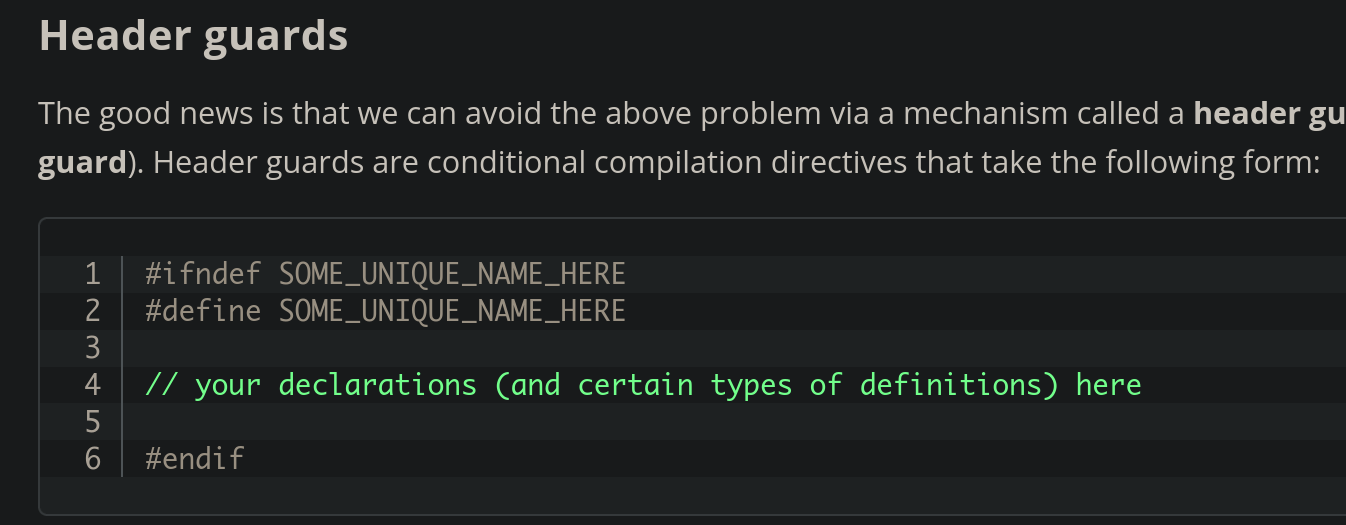 Header guards
The good news is that we can avoid the above problem via a mechanism called a header gu
guard). Header guards are conditional compilation directives that take the following form:
1 #ifndef SOME_UNIQUE_NAME_HERE
2 #define SOME_UNIQUE_NAME_HERE
3
4 // your declarations (and certain types of definitions) here
5
6 #endif